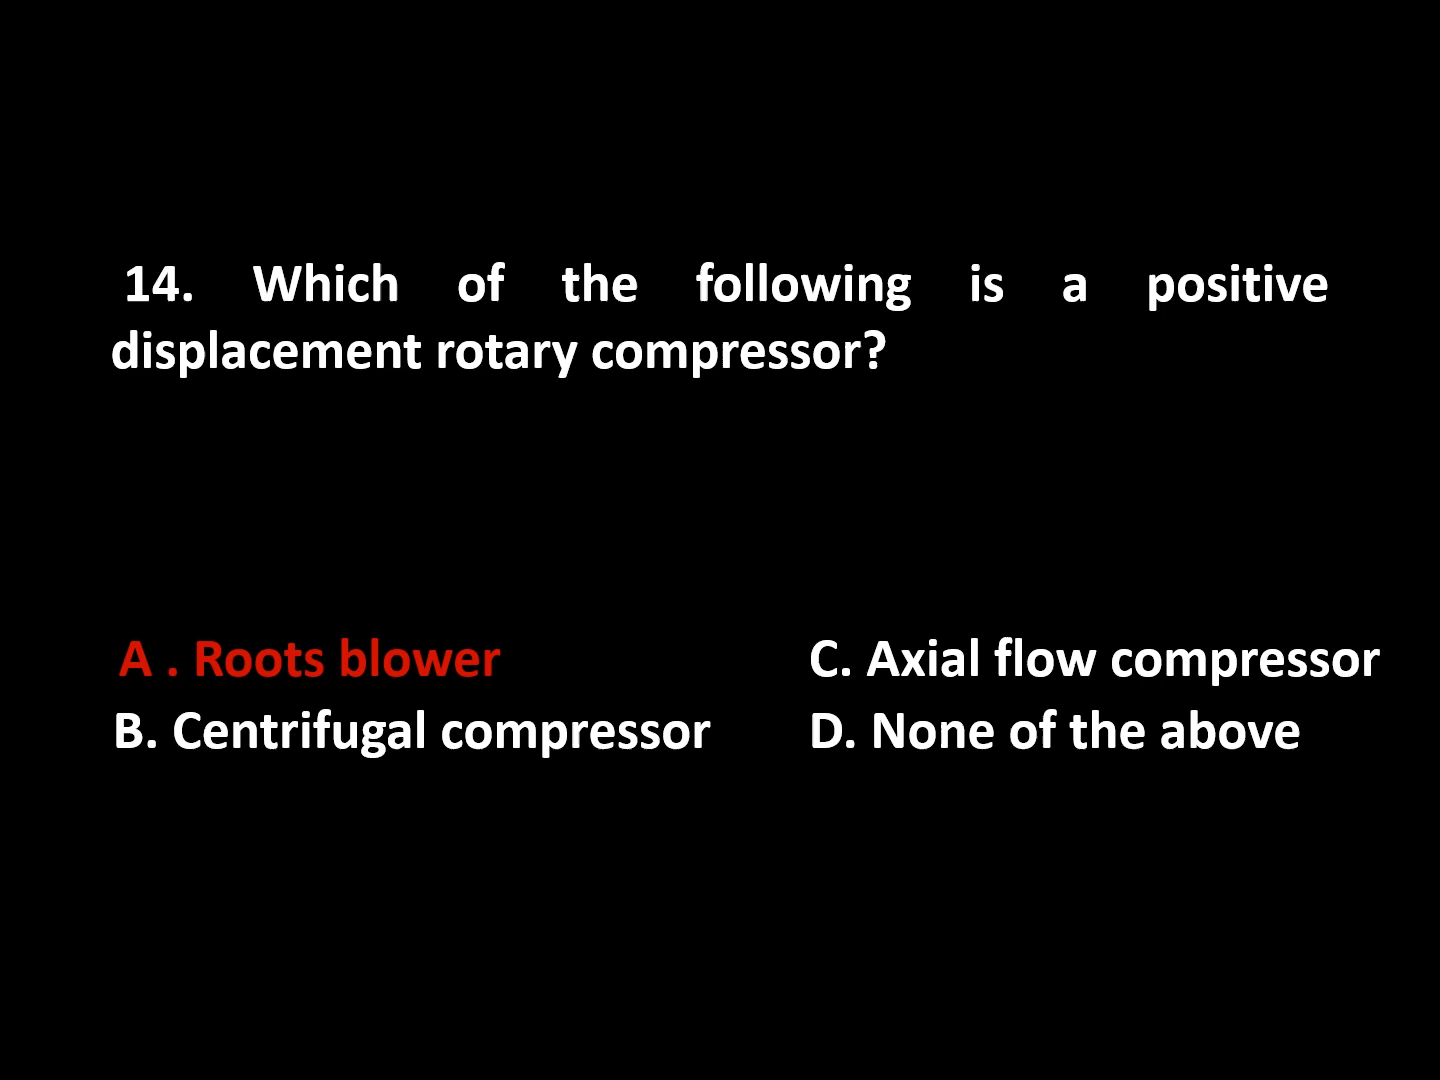 14. Which of the following is a positive
displacement rotary compressor?
A . Roots blower
B. Centrifugal compressor
C. Axial flow compressor
D. None of the above